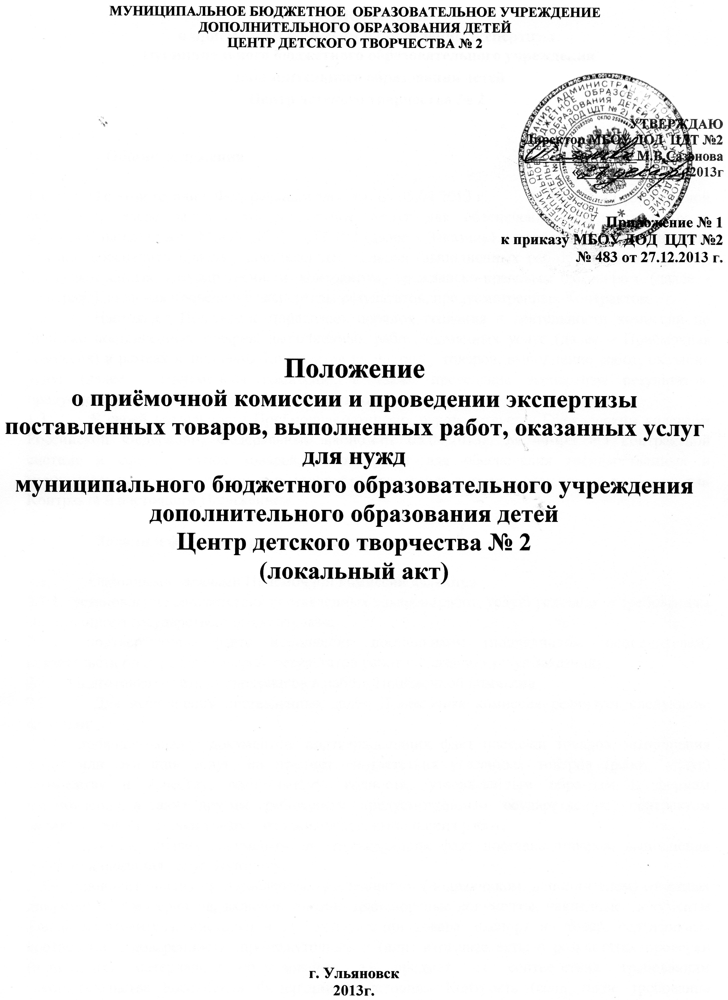 МУНИЦИПАЛЬНОЕ БЮДЖЕТНОЕ ОБРАЗОВАТЕЛЬНОЕ УЧРЕЖДЕНИЕ
ДОПОЛНИТЕЛЬНОГО ОБРАЗОВАНИЯ ДЕТЕЙ
ЦЕНТР ДЕТСКОГО ТВОРЧЕСТВА № 2
УТВЕРЖДАЮ
Директор МБОУ ДОД ЦДТ №2
М.В.Сазонова
«27 декабря 2013г
Приложение № 1
к приказу МБОУ ДОД ЦДТ №2
№ 483 от 27.12.2013 г.
Положение
о приёмочной комиссии и проведении экспертизы
поставленных товаров, выполненных работ, оказанных услуг
для нужд
муниципального бюджетного образовательного учреждения
дополнительного образования детей
Центр детского творчества № 2
(локальный акт)
г. Ульяновск
2013г.